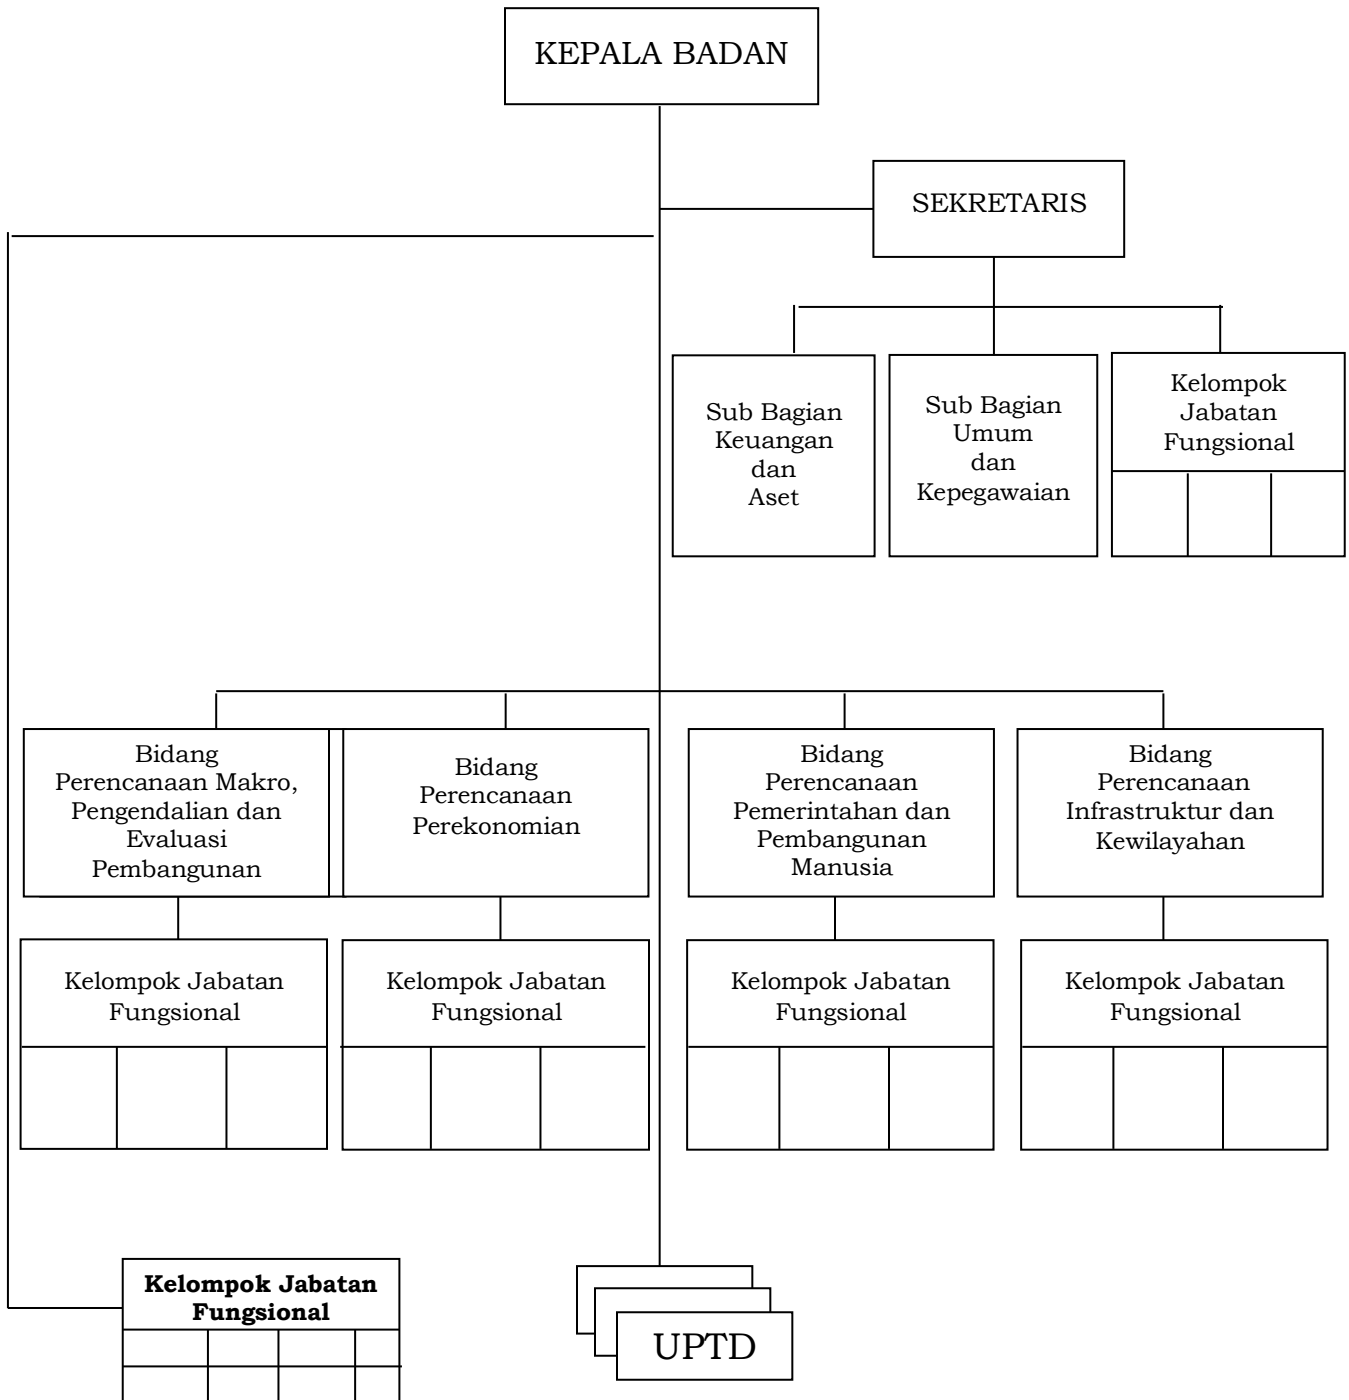 KEPALA BADAN
SEKRETARIS
Sub Bagian
Keuangan
dan
Aset
Sub Bagian
Umum
dan
Kepegawaian
Kelompok
Jabatan
Fungsional
Bidang
Perencanaan Makro,
Pengendalian dan
Evaluasi
Pembangunan
Bidang
Perencanaan
Perekonomian
Bidang
Perencanaan
Pemerintahan dan
Pembangunan
Manusia
Bidang
Perencanaan
Infrastruktur dan
Kewilayahan
Kelompok Jabatan
Fungsional
Kelompok Jabatan
Fungsional
Kelompok Jabatan
Fungsional
Kelompok Jabatan
Fungsional
Kelompok Jabatan
Fungsional
UPTD